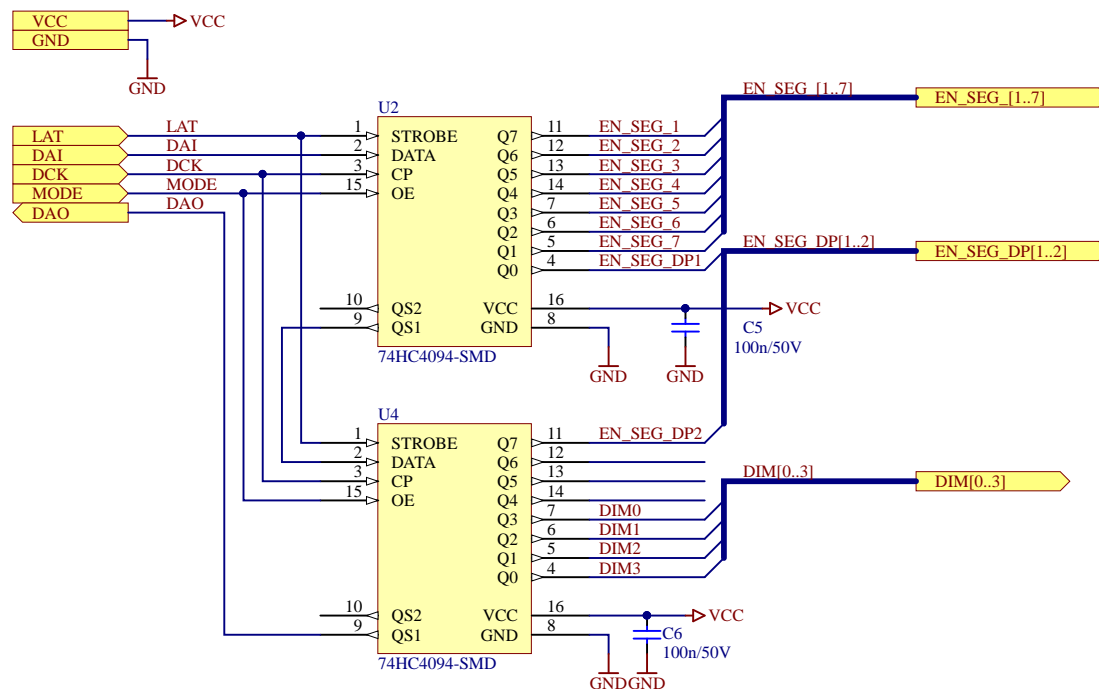 VCC
VCC
GND
GND
LAT
LAT
DAI
DAI
DCK
DCK
MODE
MODE
DAO
DAO
U2
1 STROBE Q7 11 EN_SEG_1
2 DATA Q6 12 EN_SEG_2
3 CP Q5 13 EN_SEG_3
15 OE Q4 14 EN_SEG_4
Q3 7 EN_SEG_5
Q2 6 EN_SEG_6
Q1 5 EN_SEG_7
Q0 4 EN_SEG_DP1
10 QS2 VCC 16
9 QS1 GND 8
74HC4094-SMD
GND
GND
C5
100n/50V
VCC
EN_SEG_[1..7]
EN_SEG_[1..7]
EN_SEG_DP[1..2]
EN_SEG_DP[1..2]
U4
1 STROBE Q7 11 EN_SEG_DP2
2 DATA Q6 12
3 CP Q5 13
15 OE Q4 14
Q3 7 DIM0
Q2 6 DIM1
Q1 5 DIM2
Q0 4 DIM3
10 QS2 VCC 16
9 QS1 GND 8
74HC4094-SMD
DIM[0..3]
DIM[0..3]
VCC
C6
100n/50V
GND
GND